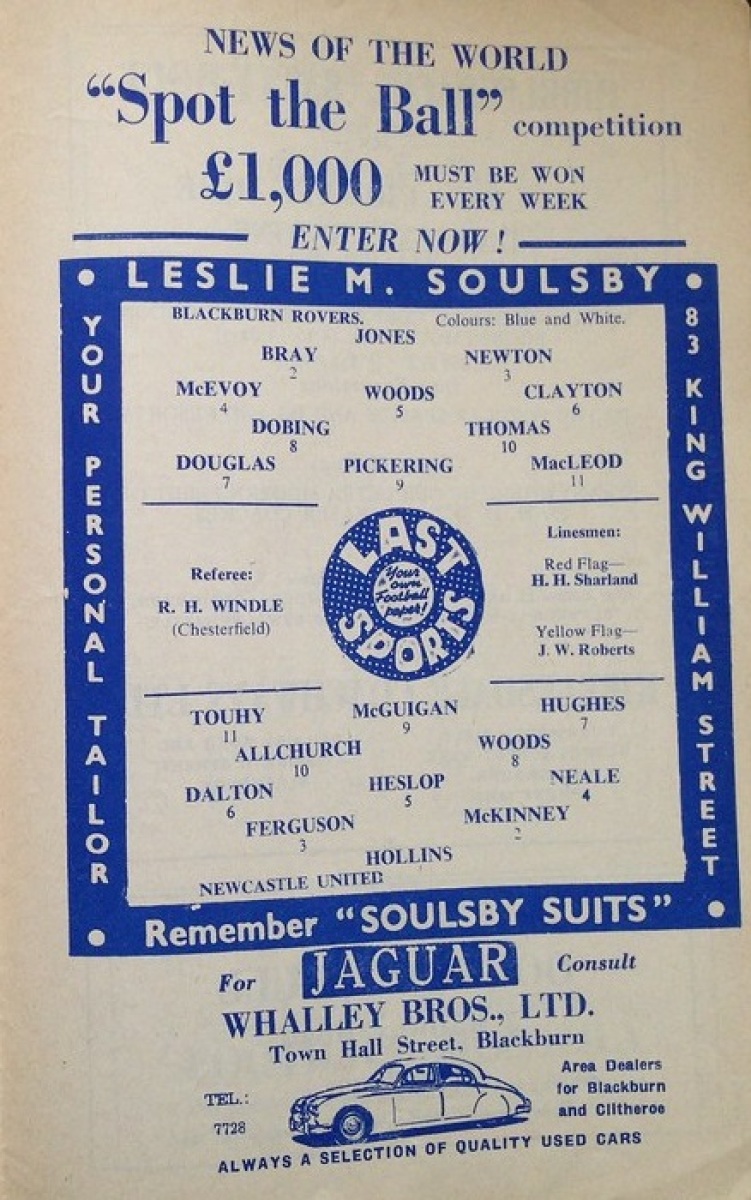 NEWS OF THE WORLD
“Spot the Ball” competition
£1,000 MUST BE WON
EVERY WEEK
ENTER NOW!
• LESLIE M. SOULSBY •
YOUR PERSONAL TAILOR
83 KING WILLIAM STREET
BLACKBURN ROVERS. Colours: Blue and White.
JONES
BRAY NEWTON
2 3
McEVOY WOODS CLAYTON
4 5 6
DOBING THOMAS
8 10
DOUGLAS PICKERING MacLEOD
7 9 11
Referee:
R. H. WINDLE
(Chesterfield)
LAST
Your
own
Football
paper!
SPORTS
Linesmen:
Red Flag—
H. H. Sharland
Yellow Flag—
J. W. Roberts
TOUHY McGUIGAN HUGHES
11 9 7
ALLCHURCH WOODS
10 8
DALTON HESLOP NEALE
6 5 4
FERGUSON McKINNEY
3 2
HOLLINS
NEWCASTLE UNITED
• Remember “SOULSBY SUITS” •
For JAGUAR Consult
WHALLEY BROS., LTD.
Town Hall Street, Blackburn
TEL.:
7728
Area Dealers
for Blackburn
and Clitheroe
ALWAYS A SELECTION OF QUALITY USED CARS